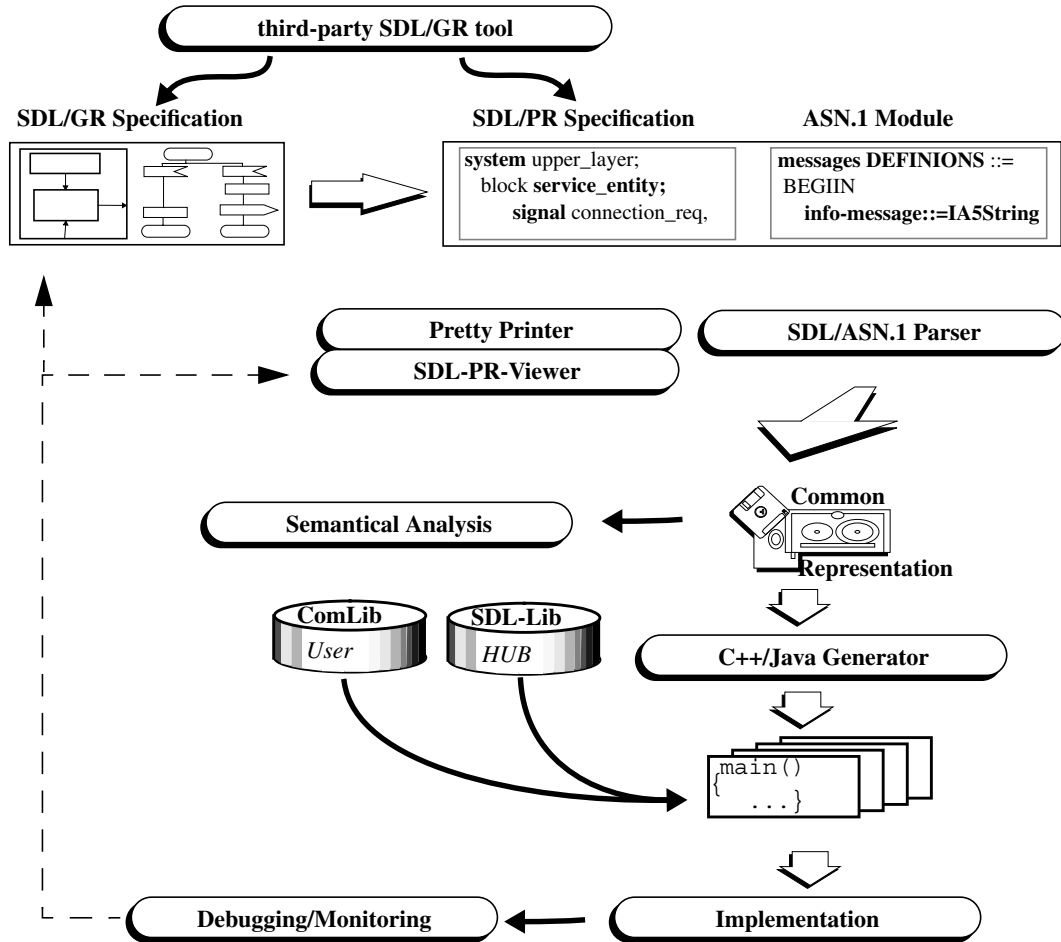 third-party SDL/GR tool
SDL/GR Specification
SDL/PR Specification
ASN.1 Module
system upper_layer;
block service_entity;
signal connection_req,
messages DEFINIONS ::=
BEGIIN
info-message::=IA5String
Pretty Printer
SDL-PR-Viewer
SDL/ASN.1 Parser
Common
Representation
Semantical Analysis
ComLib
User
SDL-Lib
HUB
C++/Java Generator
main()
{
...}
Implementation
Debugging/Monitoring